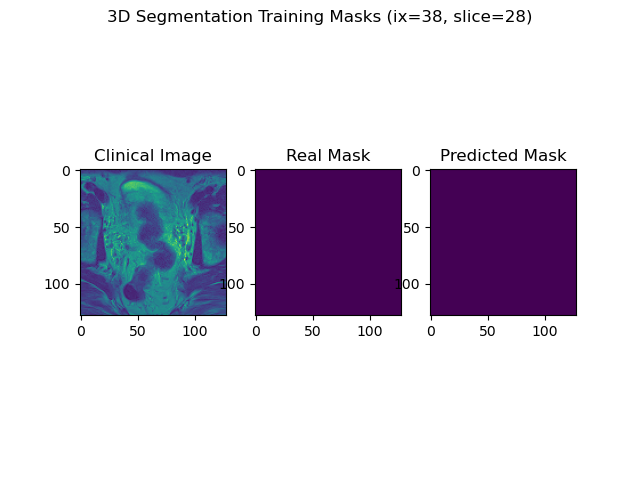 3D Segmentation Training Masks (ix=38, slice=28)
Clinical Image Real Mask Predicted Mask
0 0 0
50 50 50
100 100 100
0 50 100 0 50 100 0 50 100